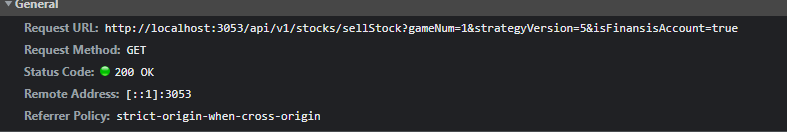 General
Request URL: http://localhost:3053/api/v1/stocks/sellStock?gameNum=1&strategyVersion=5&isFinansisAccount=true
Request Method: GET
Status Code: 200 OK
Remote Address: [::1]:3053
Referrer Policy: strict-origin-when-cross-origin